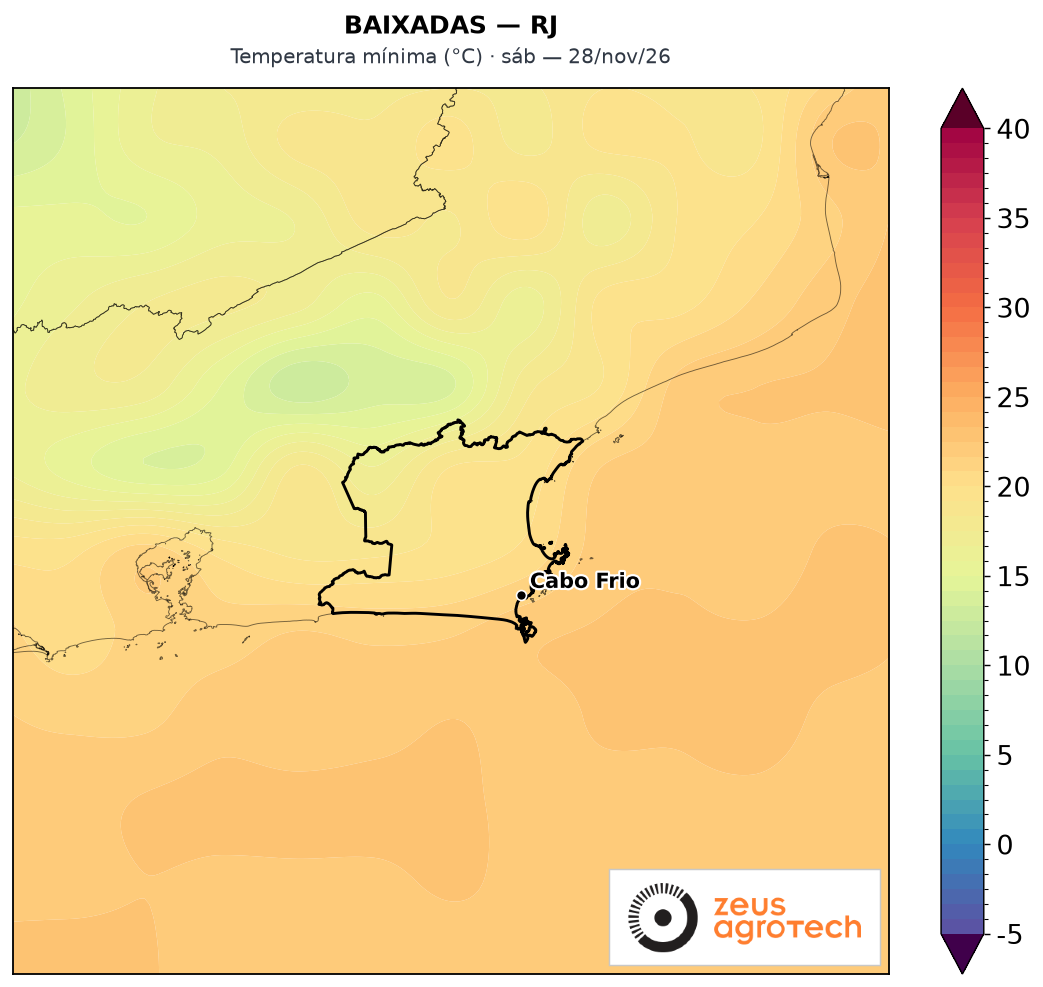 BAIXADAS — RJ
Temperatura mínima (°C) · sáb — 28/nov/26
40
35
30
25
20
15
10
5
0
-5
Cabo Frio
zeus
agrotech